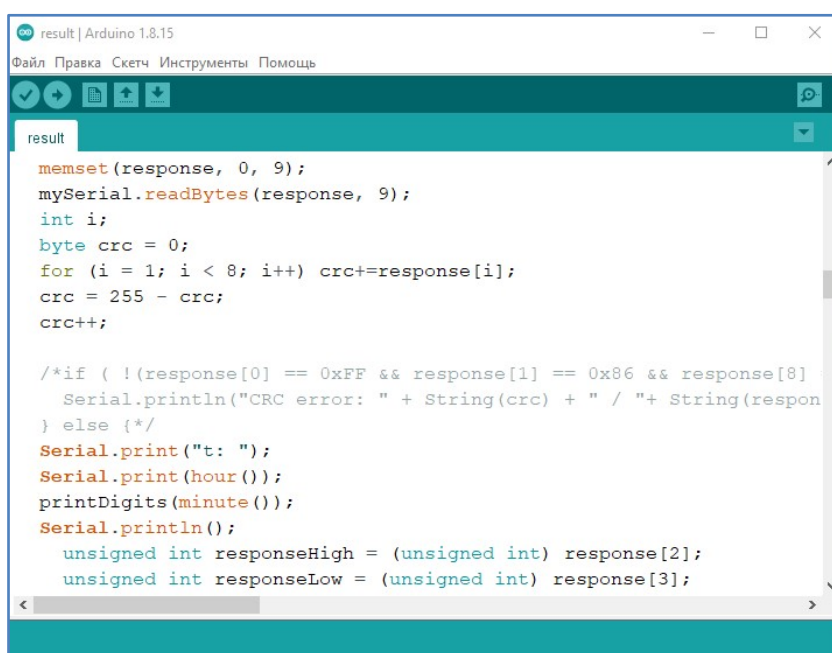 result | Arduino 1.8.15
Файл Правка Скетч Инструменты Помощь
result
memset(response, 0, 9);
mySerial.readBytes(response, 9);
int i;
byte crc = 0;
for (i = 1; i < 8; i++) crc+=response[i];
crc = 255 - crc;
crc++;
/*if ( !(response[0] == 0xFF && response[1] == 0x86 && response[8]
Serial.println("CRC error: " + String(crc) + " / "+ String(respon
} else {*/
Serial.print("t: ");
Serial.print(hour());
printDigits(minute());
Serial.println();
unsigned int responseHigh = (unsigned int) response[2];
unsigned int responseLow = (unsigned int) response[3];